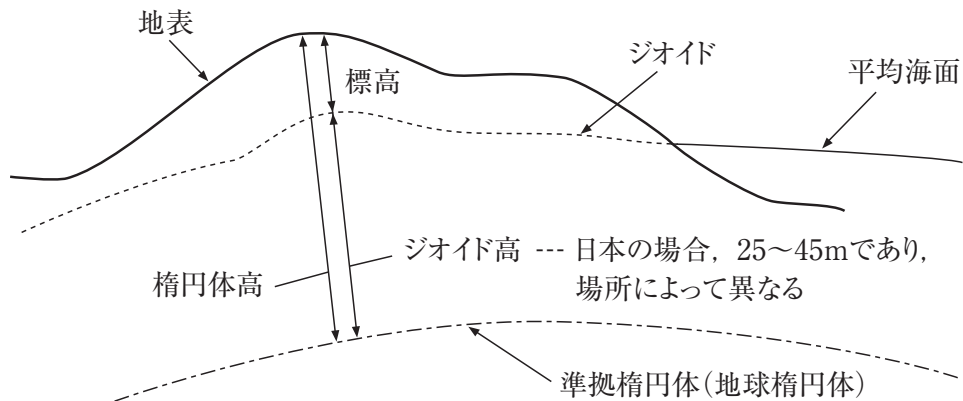 地表
ジオイド
平均海面
標高
ジオイド高 --- 日本の場合，25〜45mであり，
場所によって異なる
楕円体高
準拠楕円体(地球楕円体)